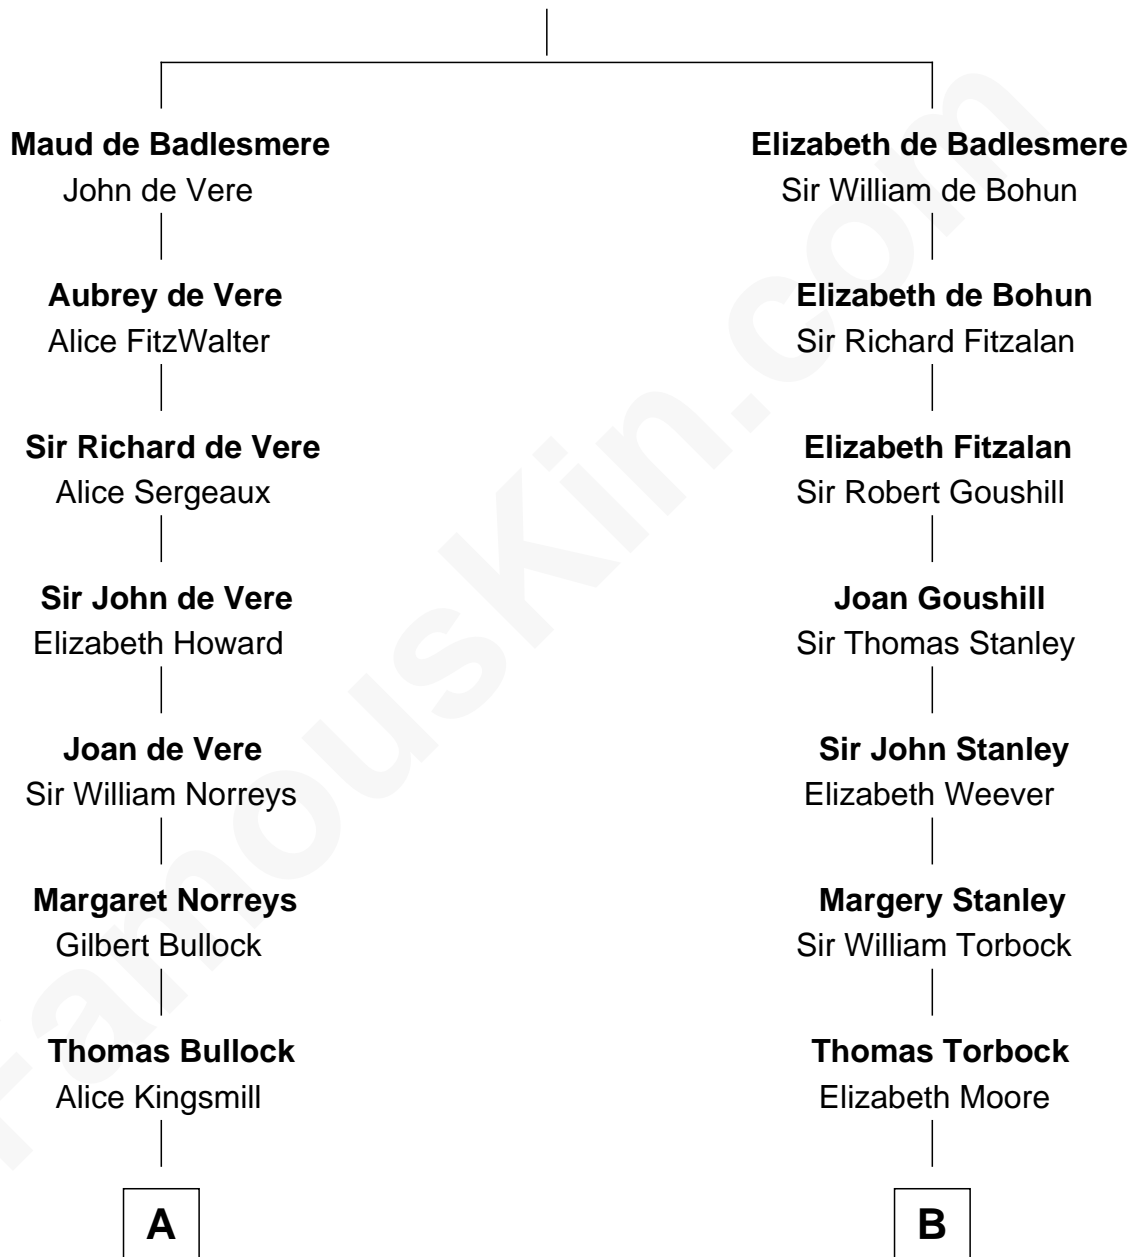 Maud de Badlesmere
John de Vere
Aubrey de Vere
Alice FitzWalter
Sir Richard de Vere
Alice Sergeaux
Sir John de Vere
Elizabeth Howard
Joan de Vere
Sir William Norreys
Margaret Norreys
Gilbert Bullock
Thomas Bullock
Alice Kingsmill
A
Elizabeth de Badlesmere
Sir William de Bohun
Elizabeth de Bohun
Sir Richard Fitzalan
Elizabeth Fitzalan
Sir Robert Goushill
Joan Goushill
Sir Thomas Stanley
Sir John Stanley
Elizabeth Weever
Margery Stanley
Sir William Torbock
Thomas Torbock
Elizabeth Moore
B
FamousKin.com